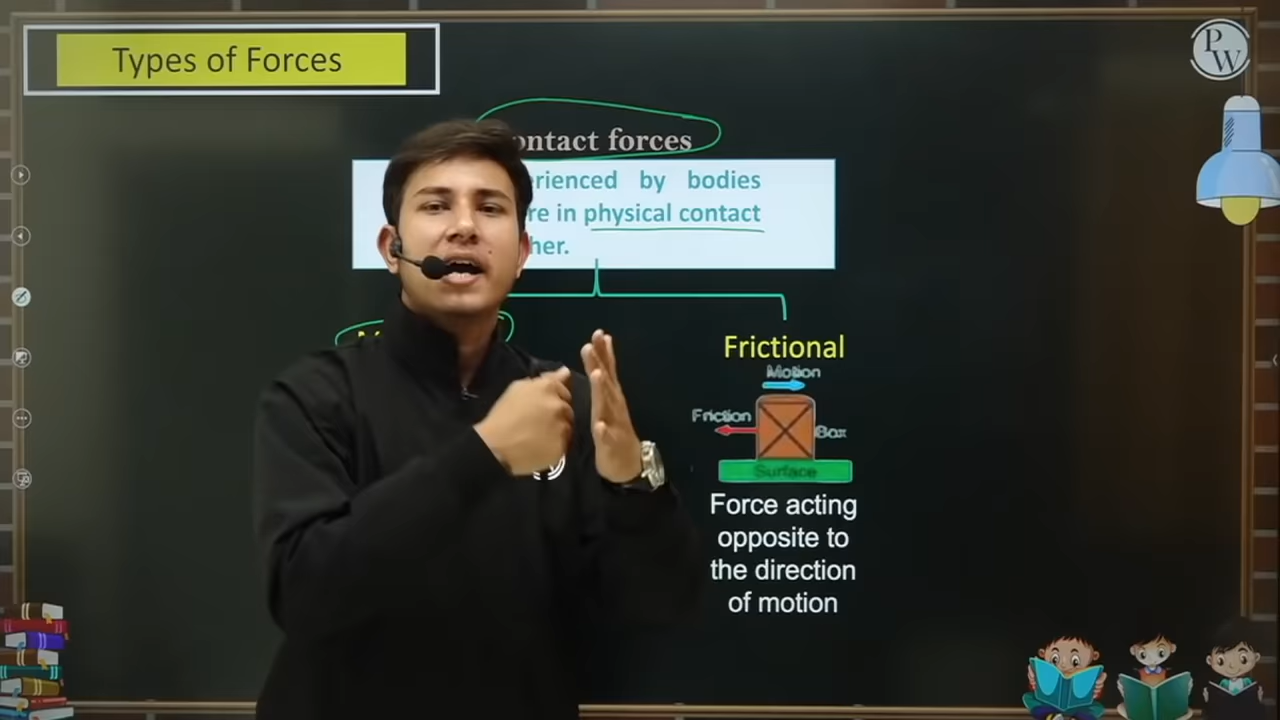 Types of Forces
PW
ontact forces
rienced by bodies
re in physical contact
her.
Frictional
Motion
Friction
Box
Surface
Force acting
opposite to
the direction
of motion